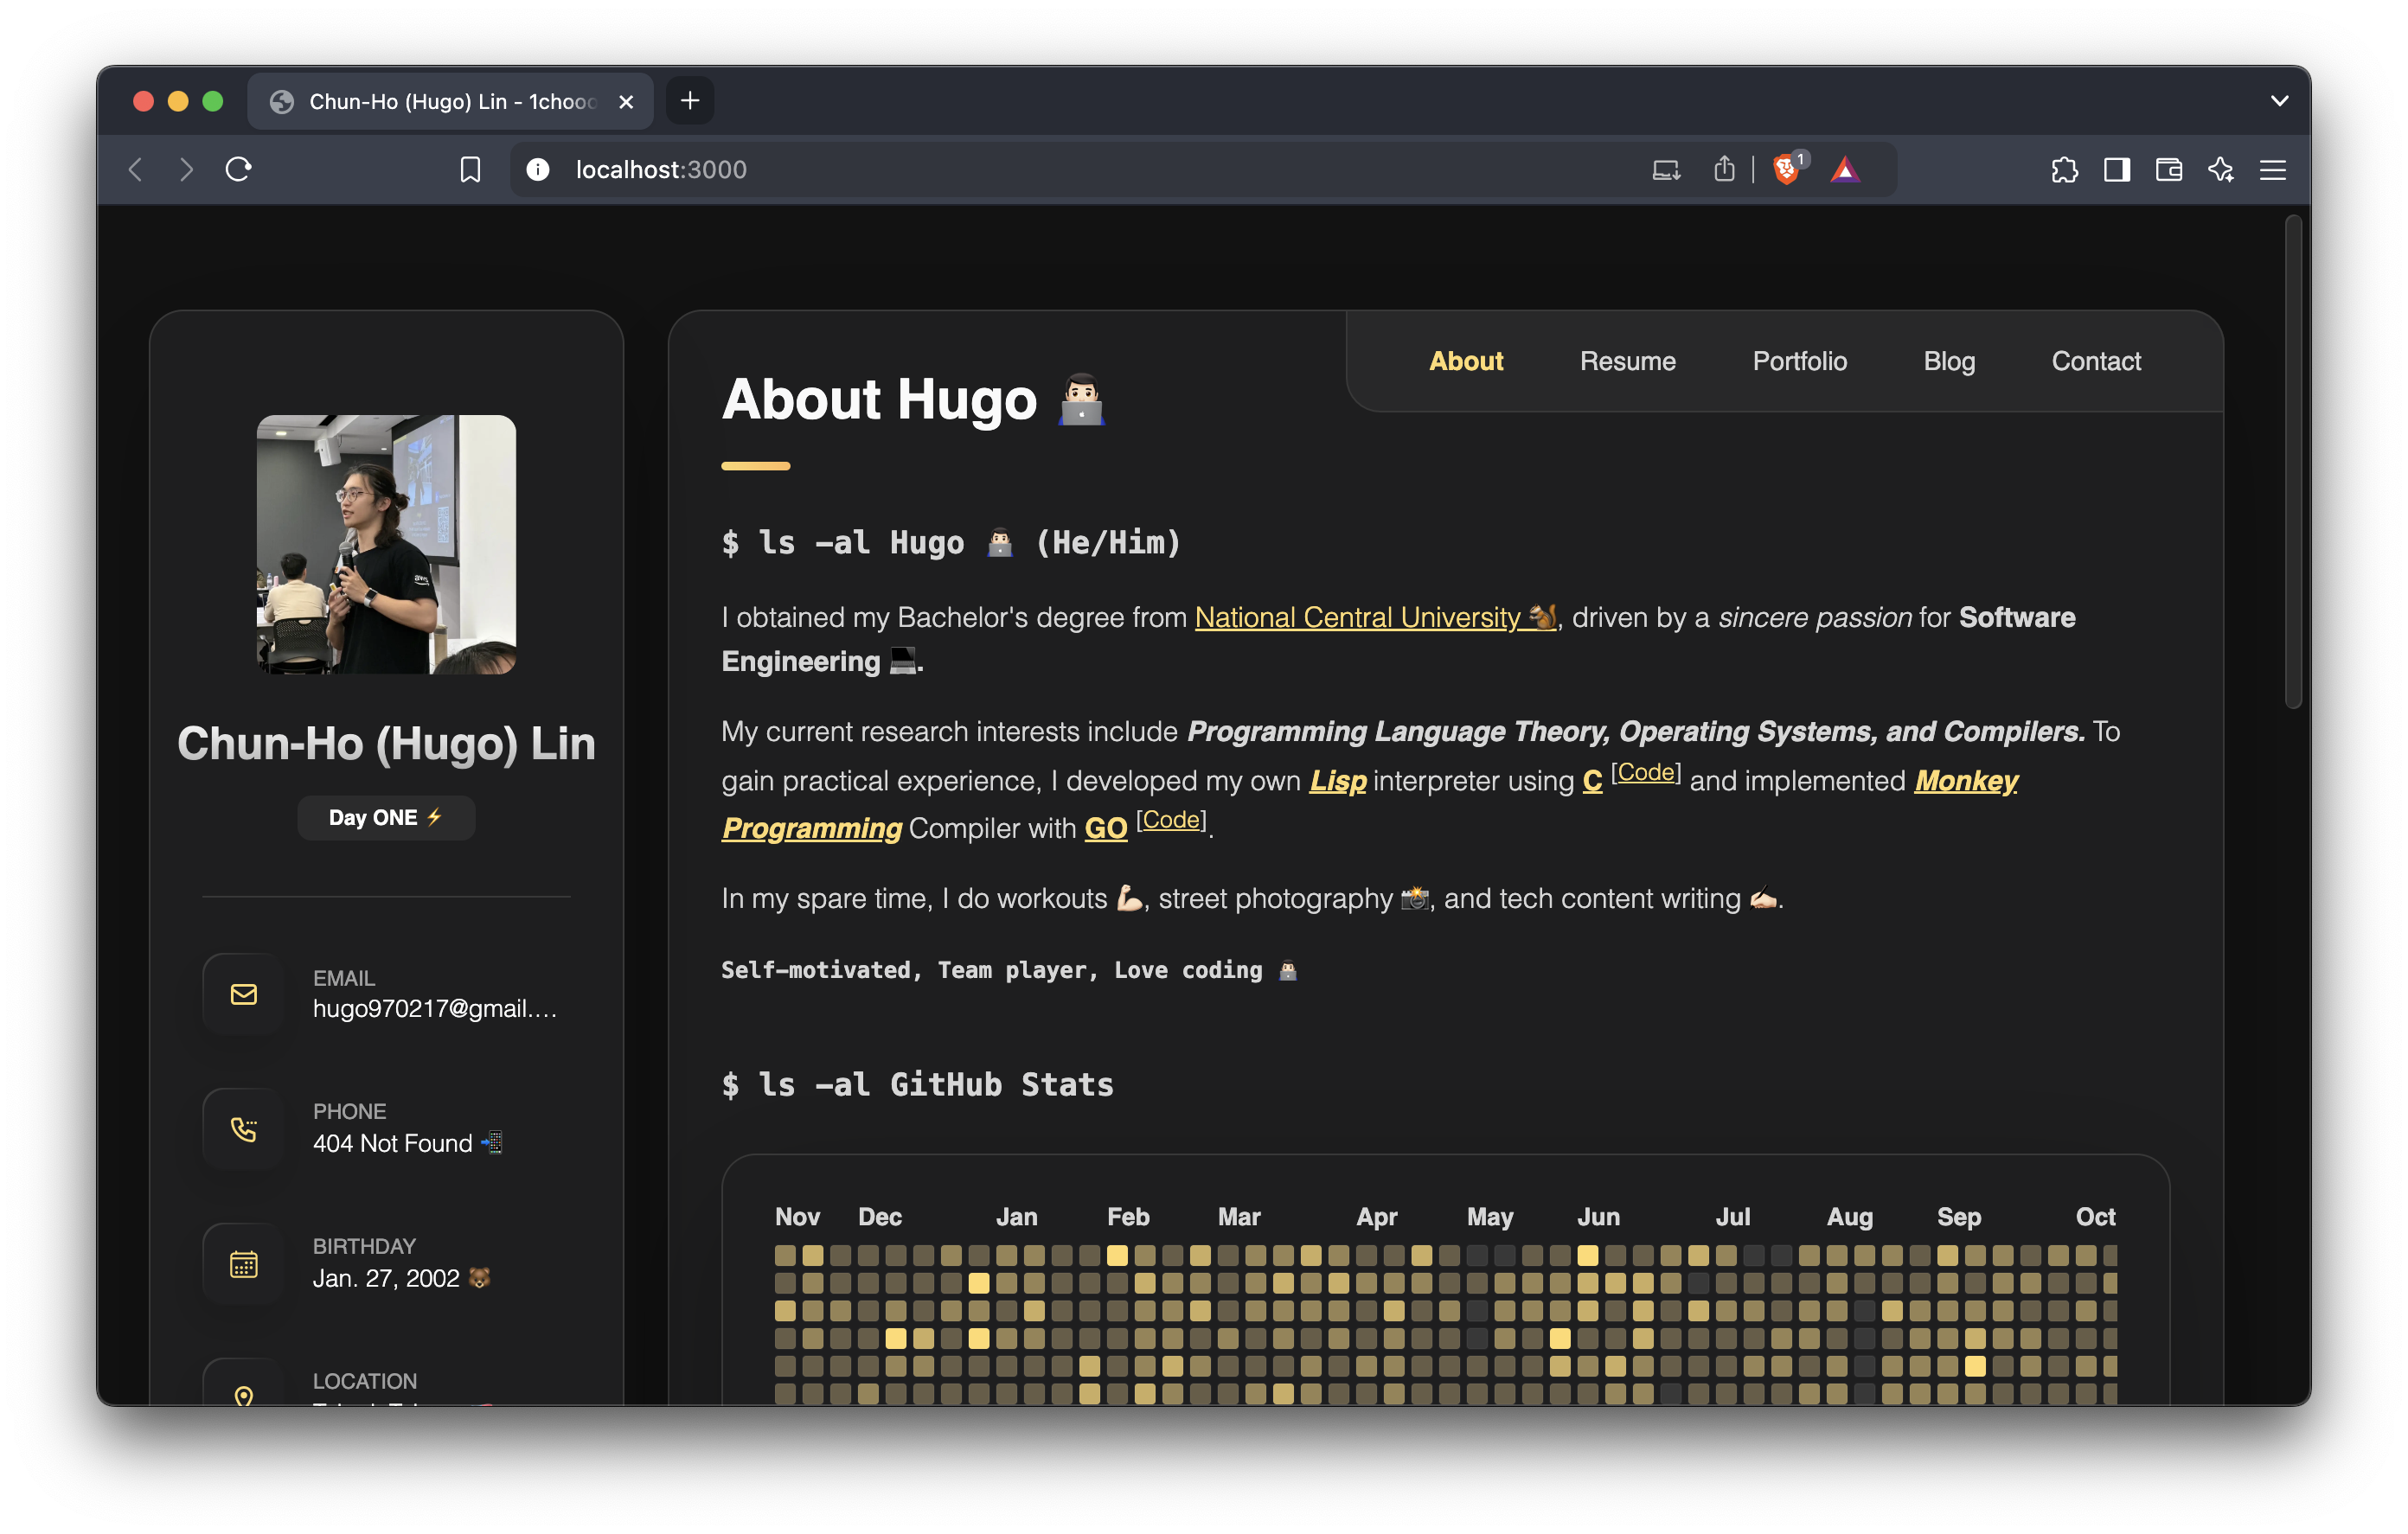 Chun-Ho (Hugo) Lin - 1chooo
localhost:3000
1
About Resume Portfolio Blog Contact
About Hugo 👨🏻‍💻
Chun-Ho (Hugo) Lin
Day ONE ⚡
EMAIL
hugo970217@gmail....
PHONE
404 Not Found 📲
BIRTHDAY
Jan. 27, 2002 🐻
LOCATION
$ ls -al Hugo 👨🏻‍💻 (He/Him)
I obtained my Bachelor's degree from National Central University 🐿️, driven by a sincere passion for Software
Engineering 💻.
My current research interests include Programming Language Theory, Operating Systems, and Compilers. To
gain practical experience, I developed my own Lisp interpreter using C [Code] and implemented Monkey
Programming Compiler with GO [Code].
In my spare time, I do workouts 💪🏻, street photography 📸, and tech content writing ✍🏻.
Self-motivated, Team player, Love coding 👨🏻‍💻
$ ls -al GitHub Stats
Nov Dec Jan Feb Mar Apr May Jun Jul Aug Sep Oct